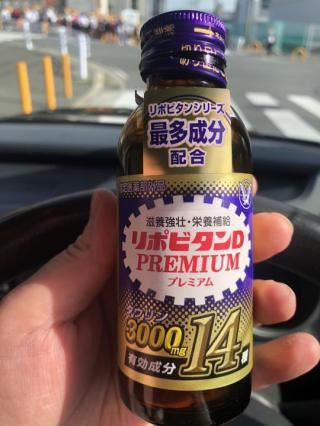 リポビタンシリーズ
最多成分
配合
指定医薬部外品
滋養強壮・栄養補給
リポビタンD
PREMIUM
プレミアム
タウリン
3000mg
14種
有効成分